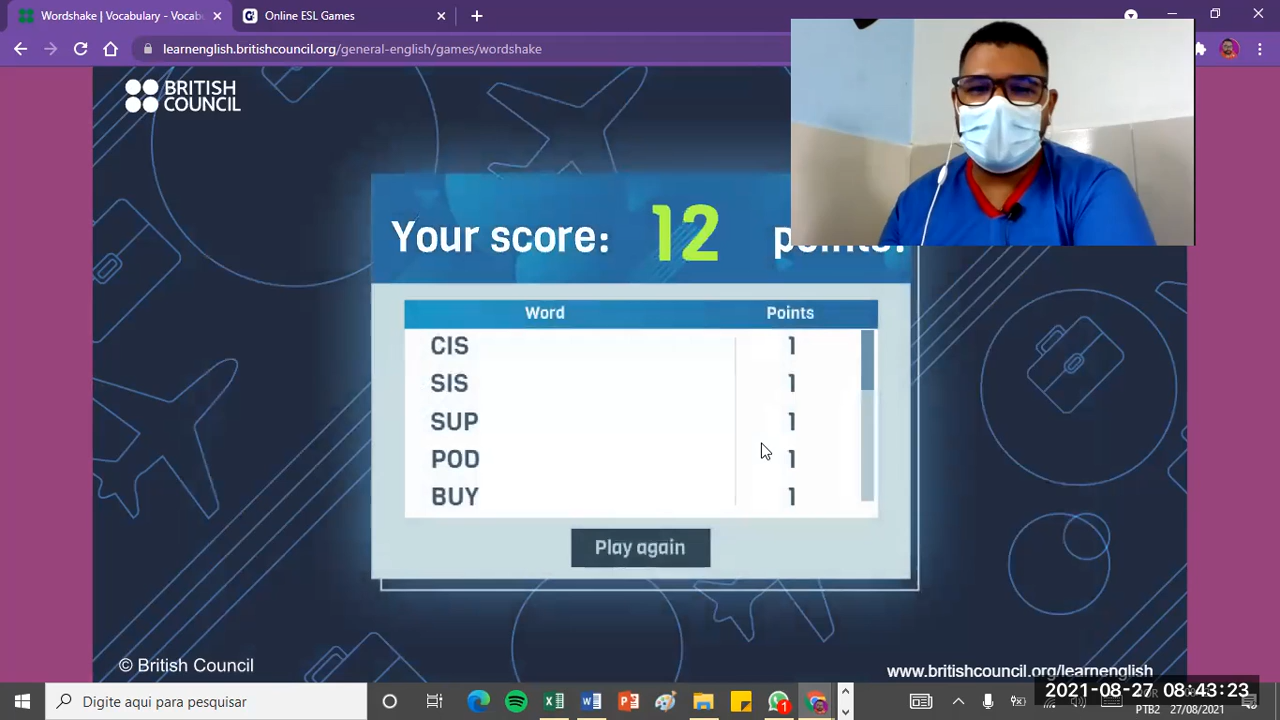 Wordshake | Vocabulary - Vocab
Online ESL Games
learnenglish.britishcouncil.org/general-english/games/wordshake
BRITISH
COUNCIL
Your score: 12
Word Points
CIS 1
SIS 1
SUP 1
POD 1
BUY 1
Play again
© British Council
www.britishcouncil.org/learnenglish
Digite aqui para pesquisar
2021-08-27 08:43:23
PTB2 27/08/2021